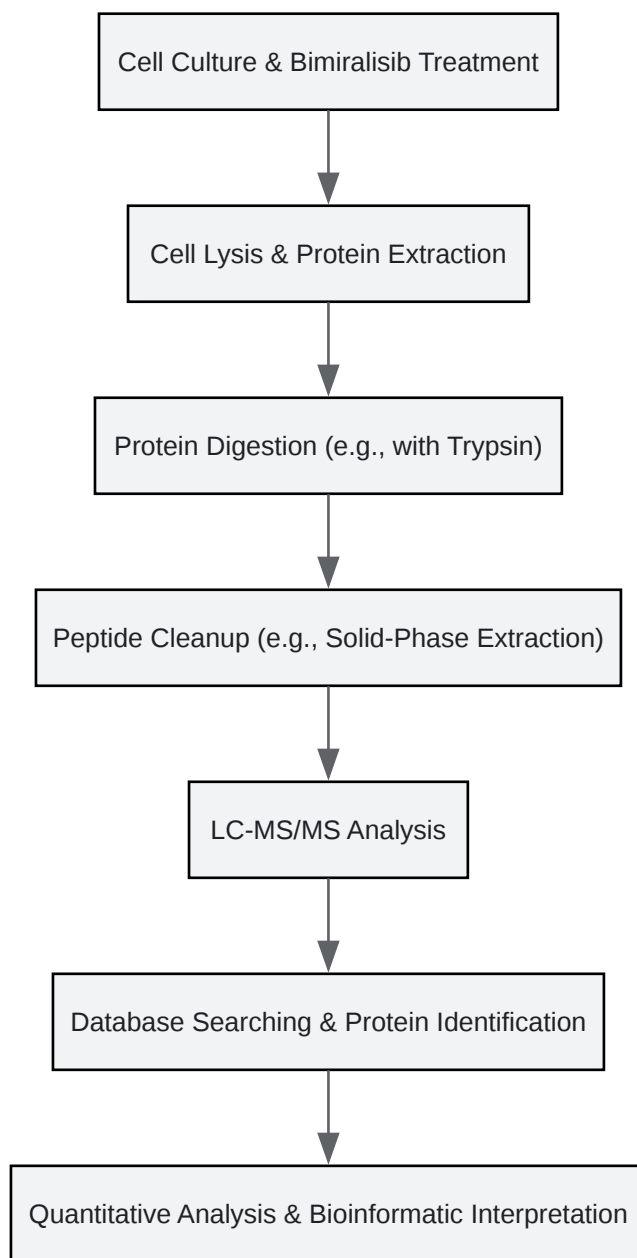 Cell Culture & Bimiralisib Treatment
Cell Lysis & Protein Extraction
Protein Digestion (e.g., with Trypsin)
Peptide Cleanup (e.g., Solid-Phase Extraction)
LC-MS/MS Analysis
Database Searching & Protein Identification
Quantitative Analysis & Bioinformatic Interpretation